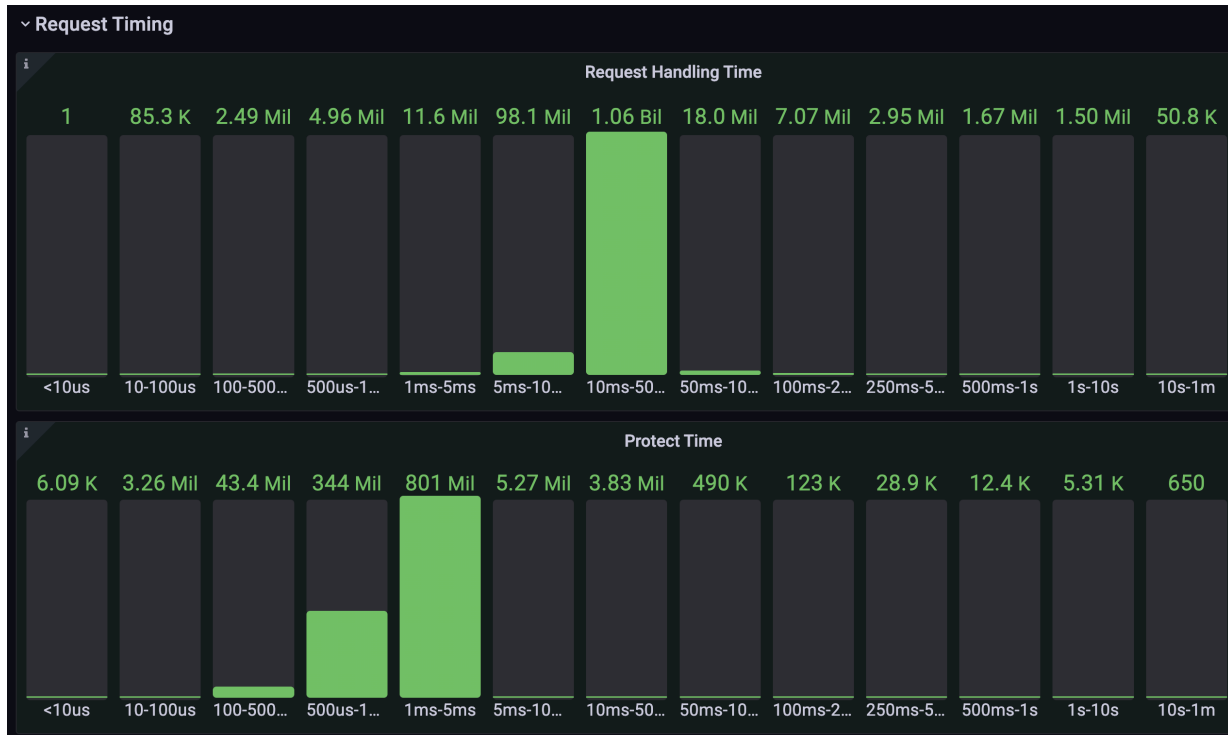 Request Timing
i
Request Handling Time
1 85.3 K 2.49 Mil 4.96 Mil 11.6 Mil 98.1 Mil 1.06 Bil 18.0 Mil 7.07 Mil 2.95 Mil 1.67 Mil 1.50 Mil 50.8 K
<10us 10-100us 100-500... 500us-1... 1ms-5ms 5ms-10... 10ms-50... 50ms-10... 100ms-2... 250ms-5... 500ms-1s 1s-10s 10s-1m
i
Protect Time
6.09 K 3.26 Mil 43.4 Mil 344 Mil 801 Mil 5.27 Mil 3.83 Mil 490 K 123 K 28.9 K 12.4 K 5.31 K 650
<10us 10-100us 100-500... 500us-1... 1ms-5ms 5ms-10... 10ms-50... 50ms-10... 100ms-2... 250ms-5... 500ms-1s 1s-10s 10s-1m